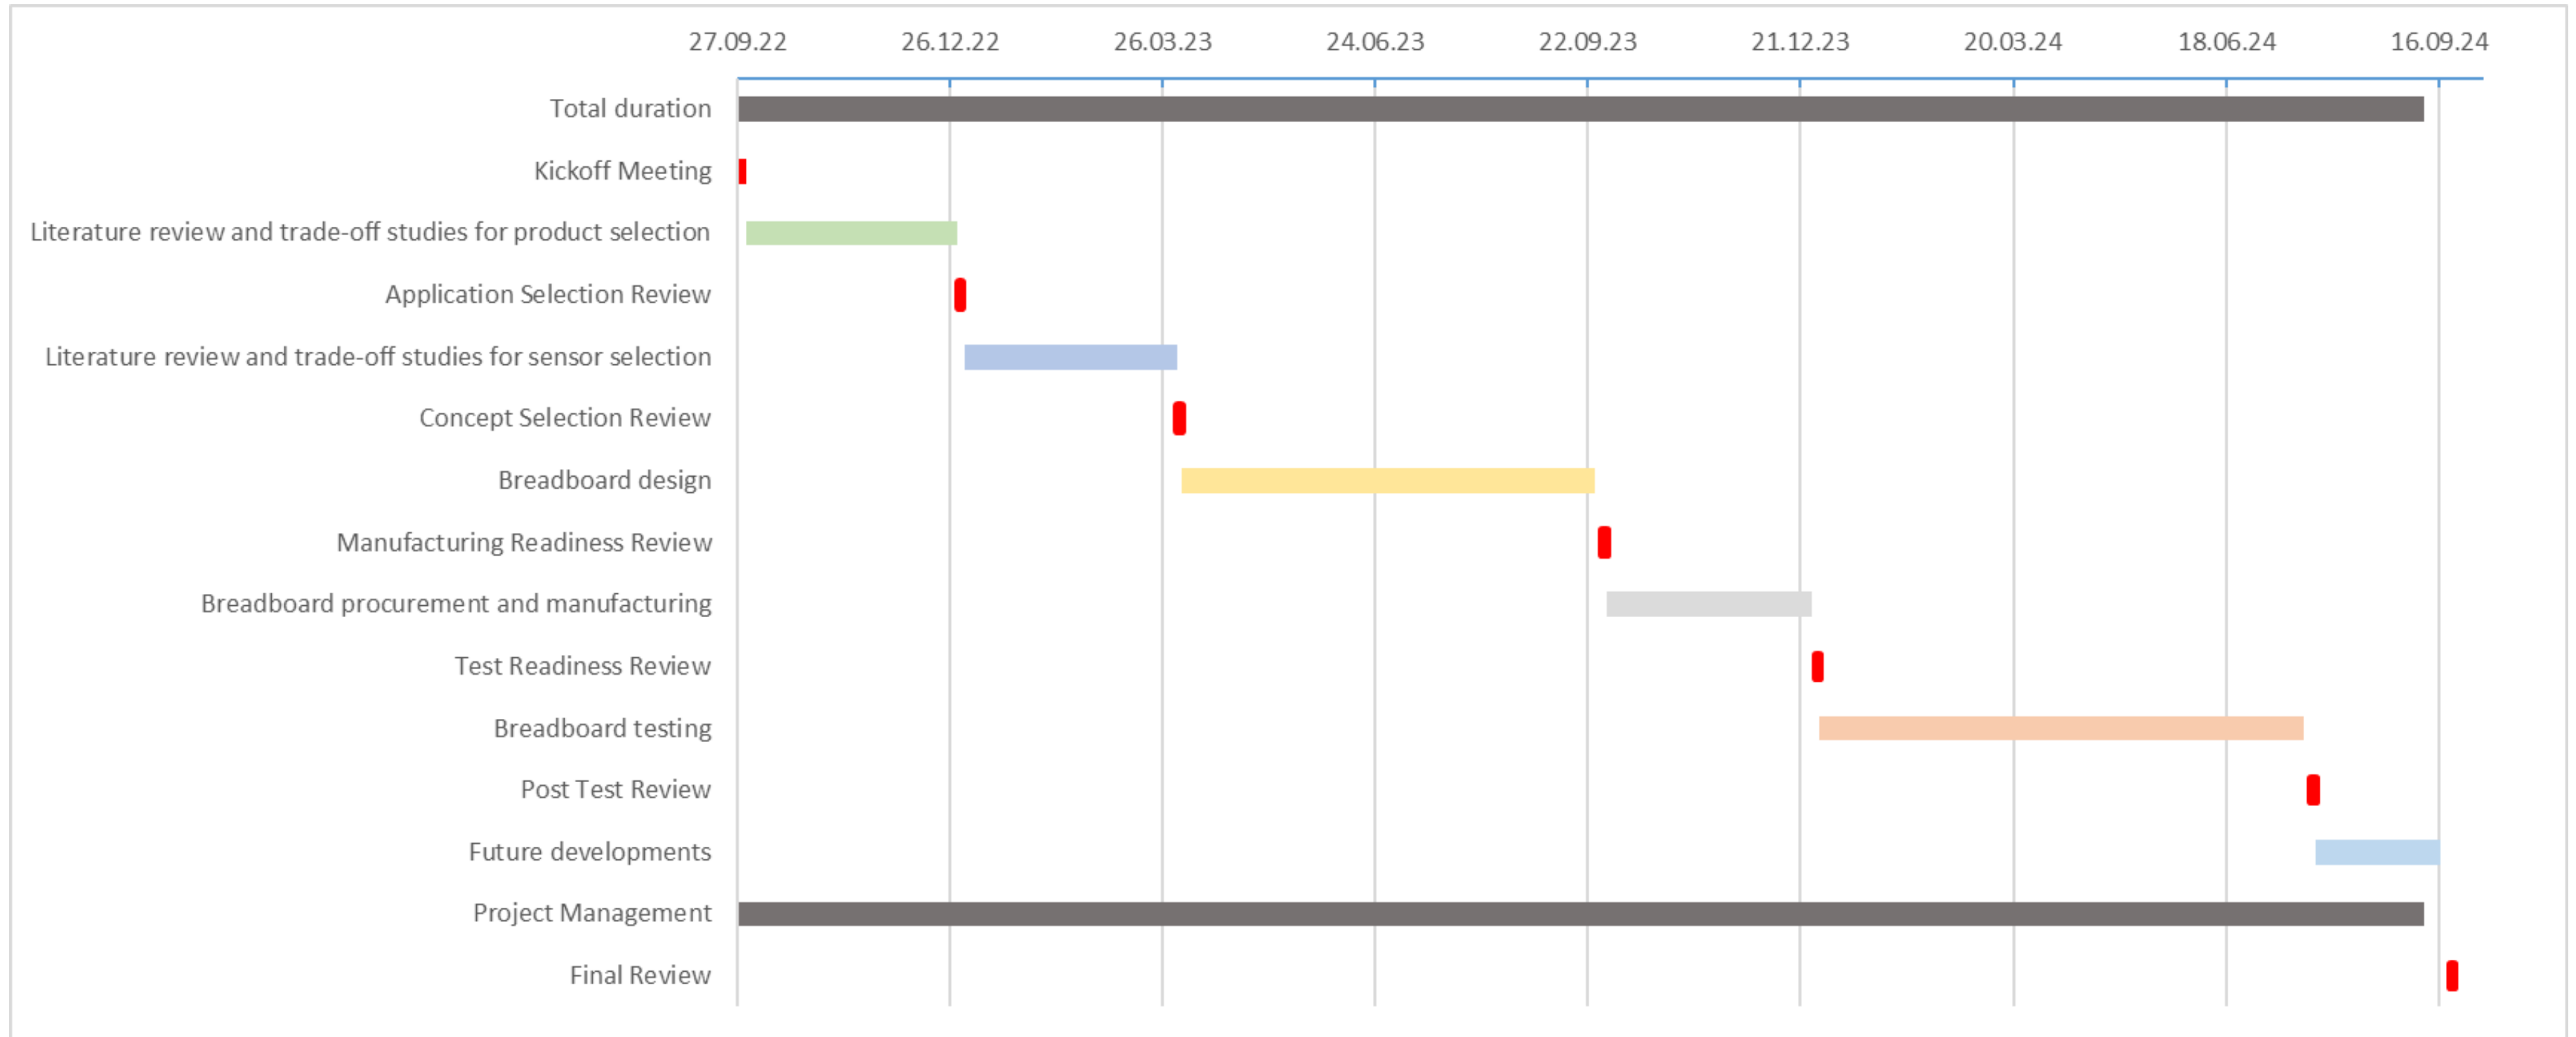 27.09.22 26.12.22 26.03.23 24.06.23 22.09.23 21.12.23 20.03.24 18.06.24 16.09.24
Total duration
Kickoff Meeting
Literature review and trade-off studies for product selection
Application Selection Review
Literature review and trade-off studies for sensor selection
Concept Selection Review
Breadboard design
Manufacturing Readiness Review
Breadboard procurement and manufacturing
Test Readiness Review
Breadboard testing
Post Test Review
Future developments
Project Management
Final Review